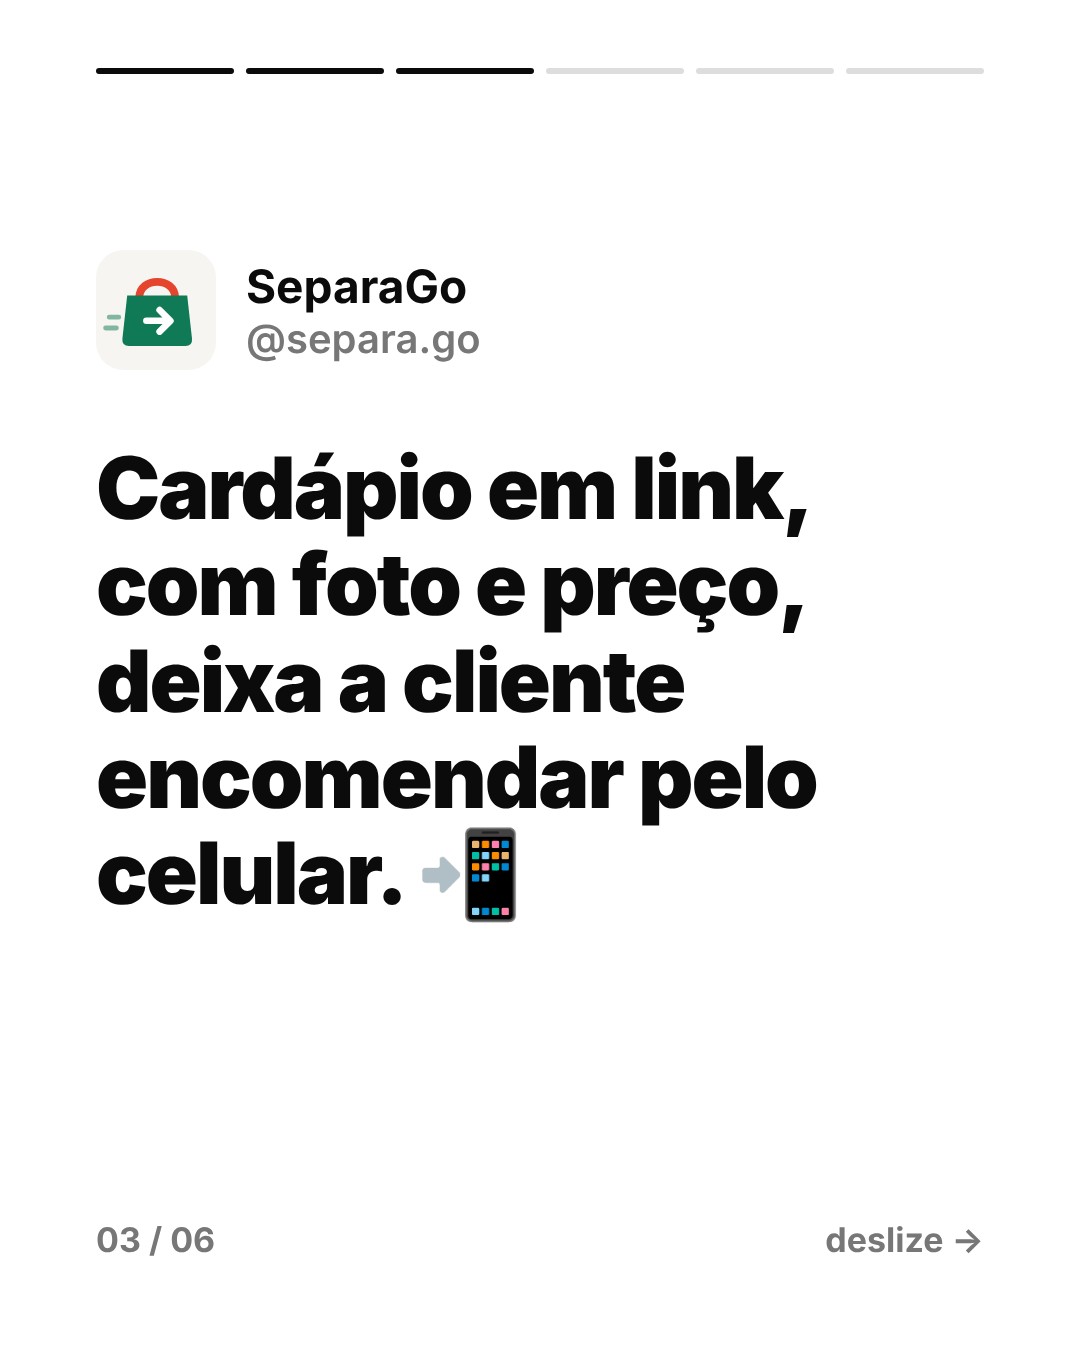 SeparaGo
@separa.go
Cardápio em link,
com foto e preço,
deixa a cliente
encomendar pelo
celular. 📲
03 / 06
deslize →